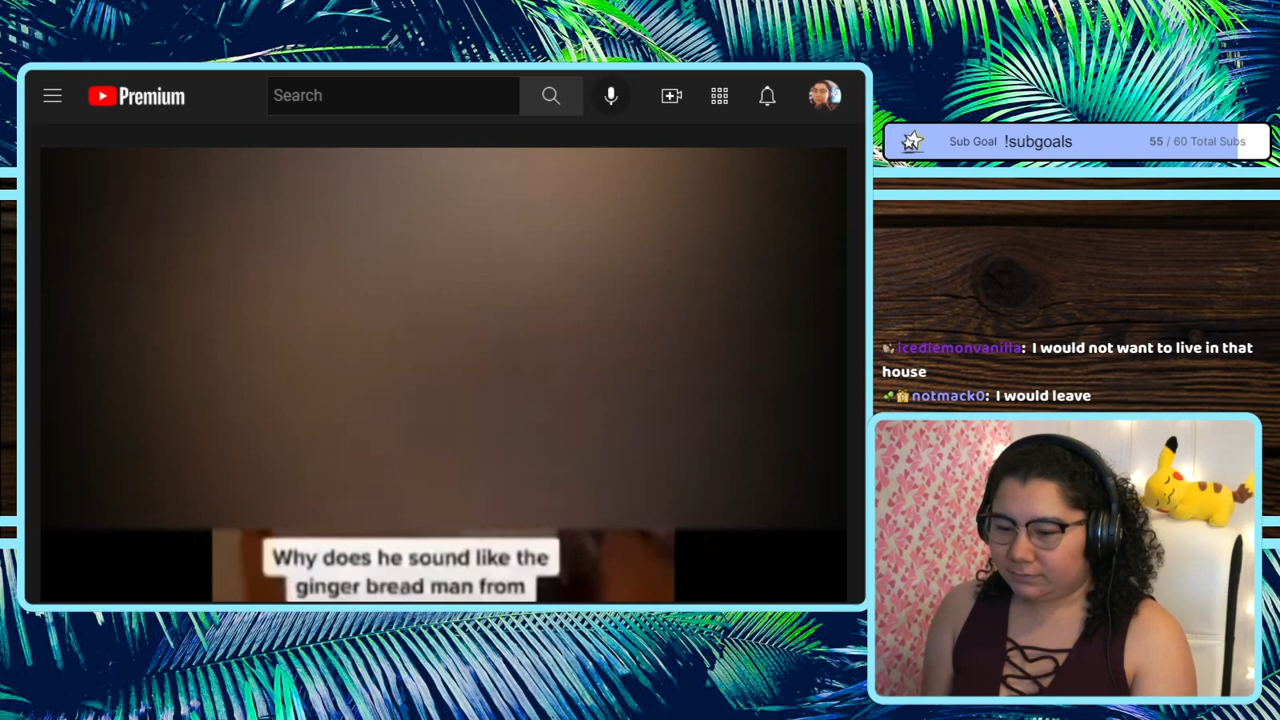 Premium
Search
Sub Goal !subgoals 55 / 60 Total Subs
icedlemonvanilla: I would not want to live in that
house
notmack0: I would leave
Why does he sound like the
ginger bread man from